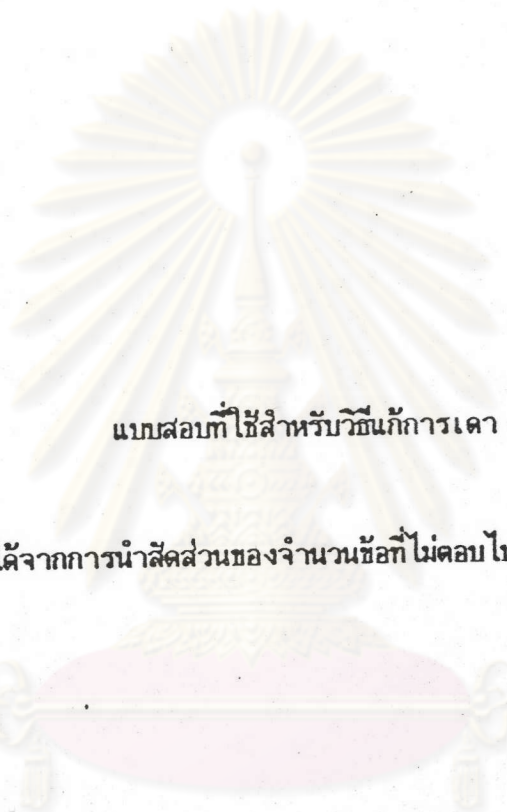 แบบสอบที่ใช้สำหรับวิธีแก้การเดา
ได้จากการนำสัดส่วนของจำนวนข้อที่ไม่ตอบไป